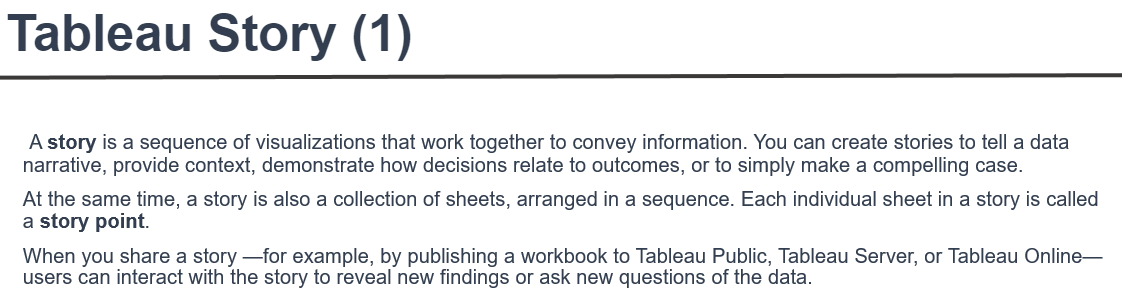 Tableau Story (1)
A story is a sequence of visualizations that work together to convey information. You can create stories to tell a data
narrative, provide context, demonstrate how decisions relate to outcomes, or to simply make a compelling case.
At the same time, a story is also a collection of sheets, arranged in a sequence. Each individual sheet in a story is called
a story point.
When you share a story —for example, by publishing a workbook to Tableau Public, Tableau Server, or Tableau Online—
users can interact with the story to reveal new findings or ask new questions of the data.